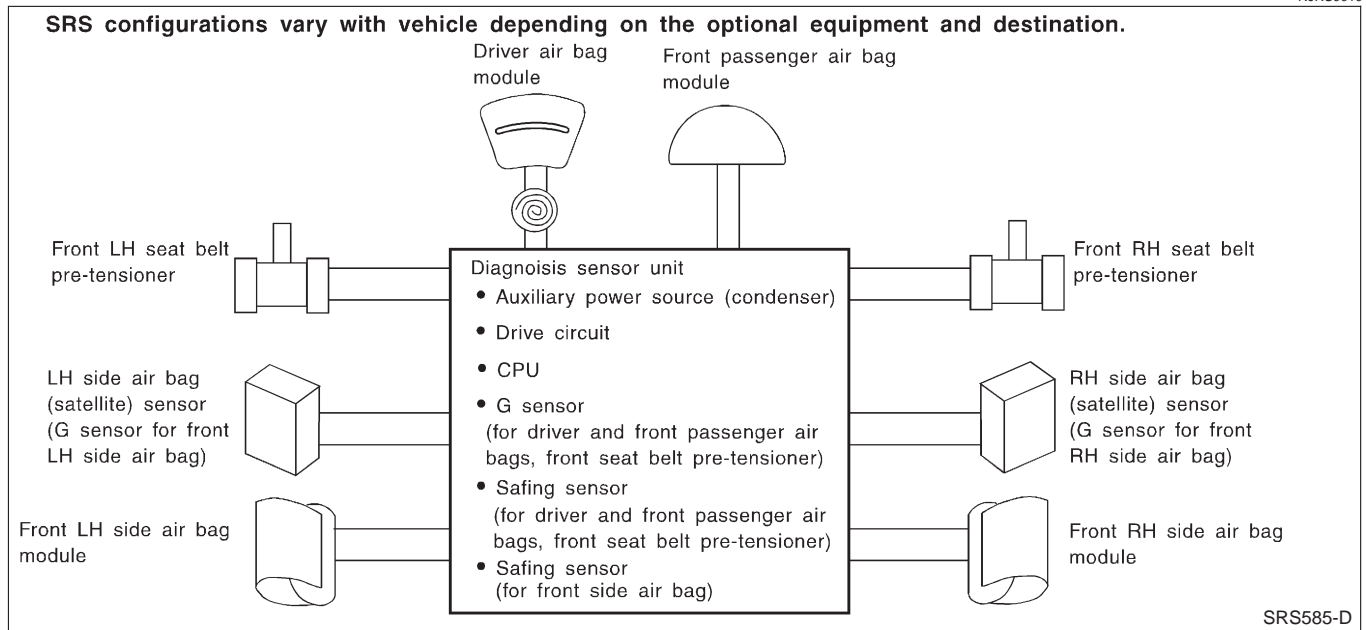 SRS configurations vary with vehicle depending on the optional equipment and destination.
Driver air bag
module
Front passenger air bag
module
Front LH seat belt
pre-tensioner
Front RH seat belt
pre-tensioner
Diagnoisis sensor unit
• Auxiliary power source (condenser)
• Drive circuit
• CPU
• G sensor
(for driver and front passenger air
bags, front seat belt pre-tensioner)
• Safing sensor
(for driver and front passenger air
bags, front seat belt pre-tensioner)
• Safing sensor
(for front side air bag)
LH side air bag
(satellite) sensor
(G sensor for front
LH side air bag)
RH side air bag
(satellite) sensor
(G sensor for front
RH side air bag)
Front LH side air bag
module
Front RH side air bag
module
SRS585-D